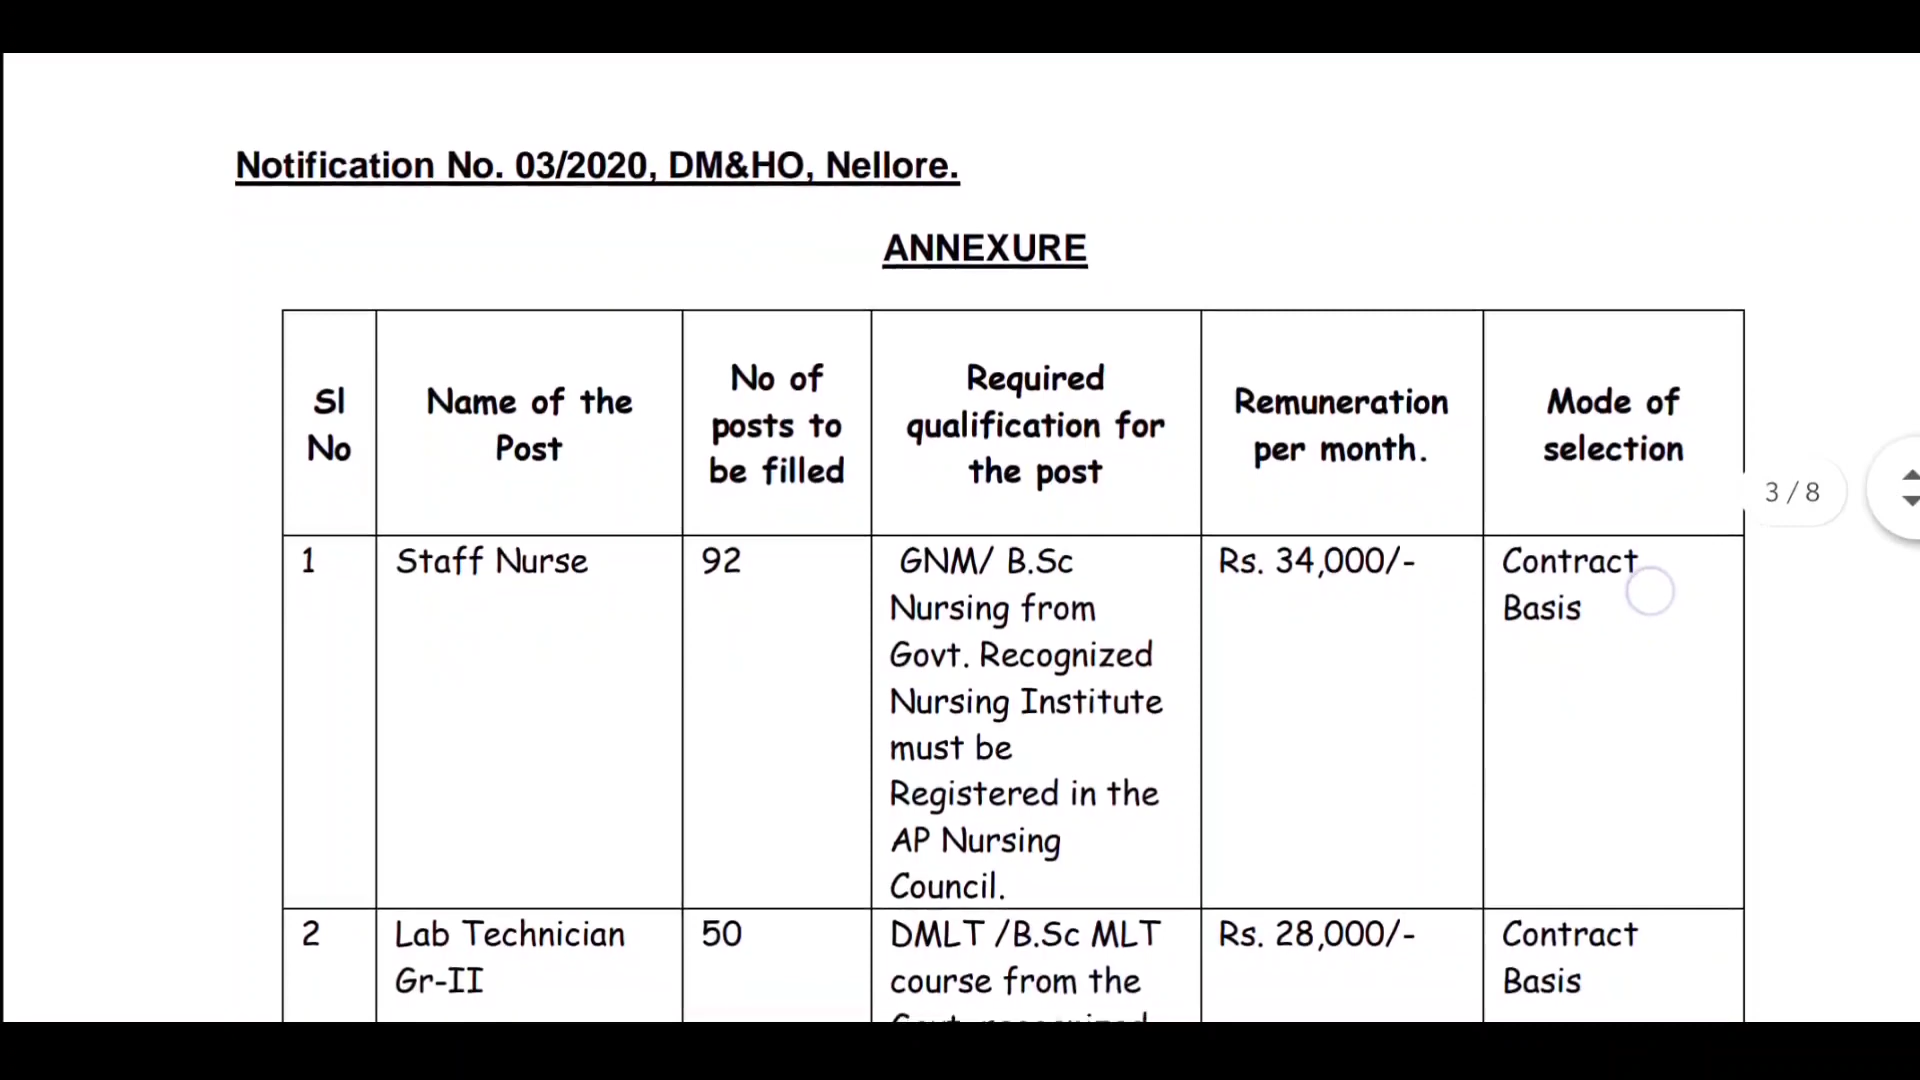 Notification No. 03/2020, DM&HO, Nellore.
ANNEXURE
Sl No
Name of the Post
No of posts to be filled
Required qualification for the post
Remuneration per month.
Mode of selection
3 / 8
1
Staff Nurse
92
GNM/ B.Sc
Nursing from
Govt. Recognized
Nursing Institute
must be
Registered in the
AP Nursing
Council.
Rs. 34,000/-
Contract
Basis
2
Lab Technician
Gr-II
50
DMLT /B.Sc MLT
course from the
Rs. 28,000/-
Contract
Basis